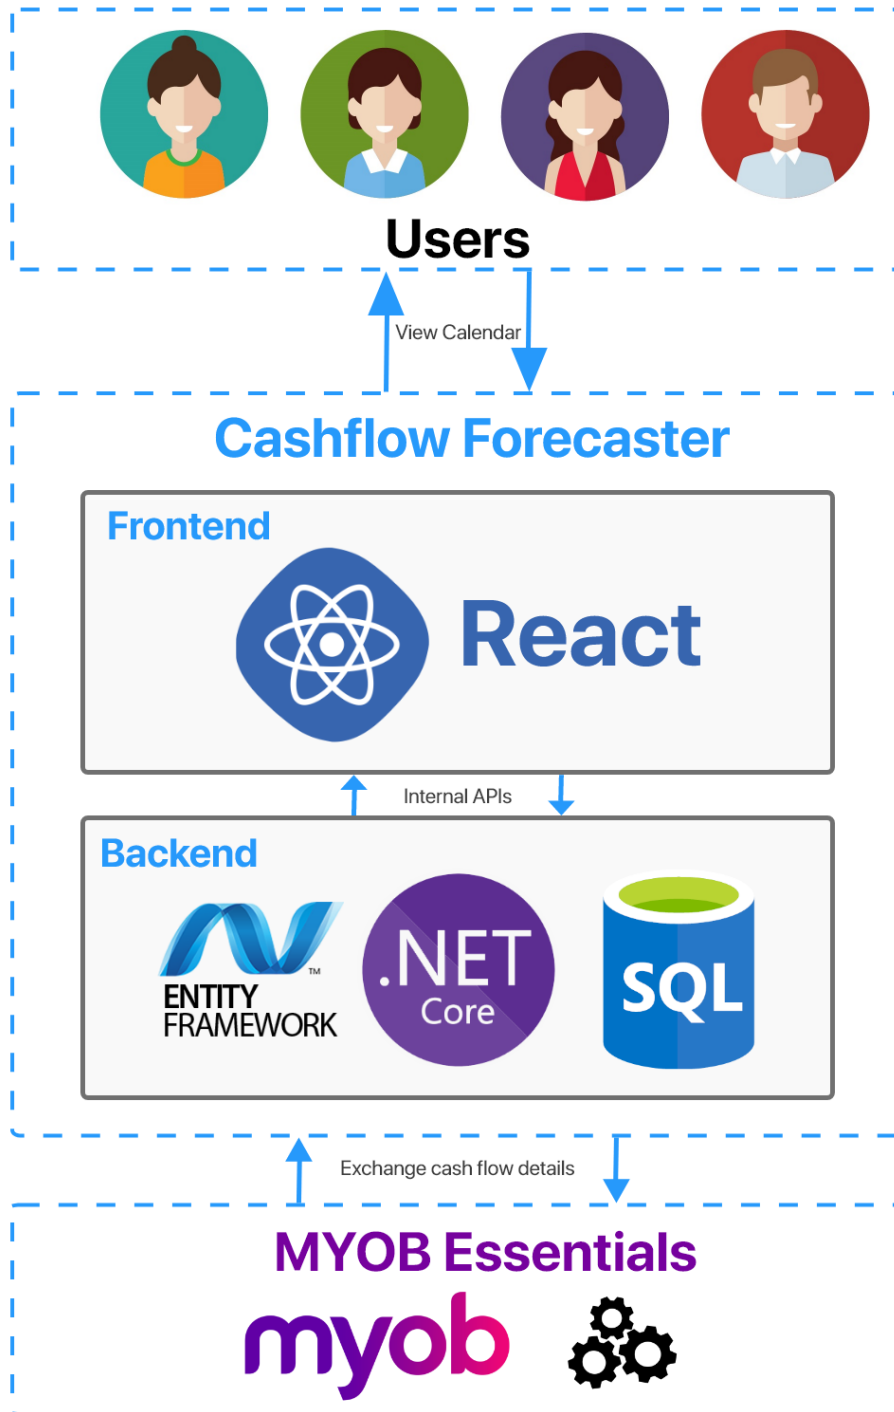 Users
View Calendar
Cashflow Forecaster
Frontend
React
Internal APIs
Backend
™
ENTITY
FRAMEWORK
.NET
Core
SQL
Exchange cash flow details
MYOB Essentials
myob